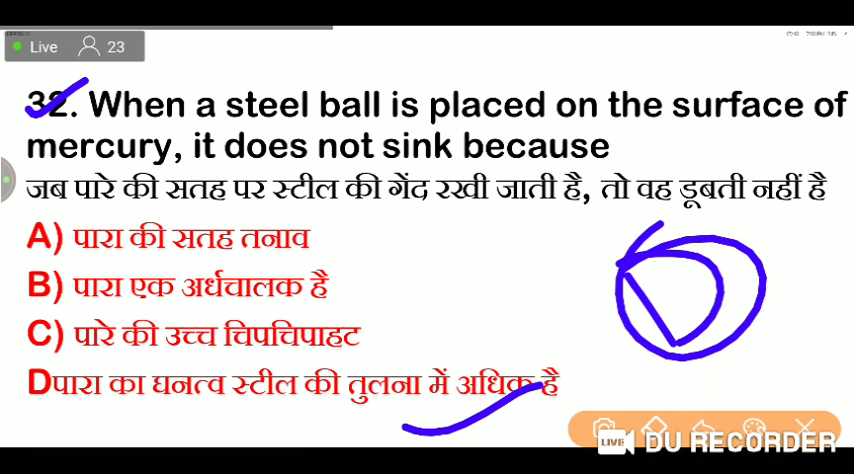 Live 23
32. When a steel ball is placed on the surface of
mercury, it does not sink because
जब पारे की सतह पर स्टील की गेंद रखी जाती है, तो वह डूबती नहीं है
A) पारा की सतह तनाव
B) पारा एक अर्धचालक है
C) पारे की उच्च चिपचिपाहट
Dपारा का घनत्व स्टील की तुलना में अधिक है
D
LIVE DU RECORDER